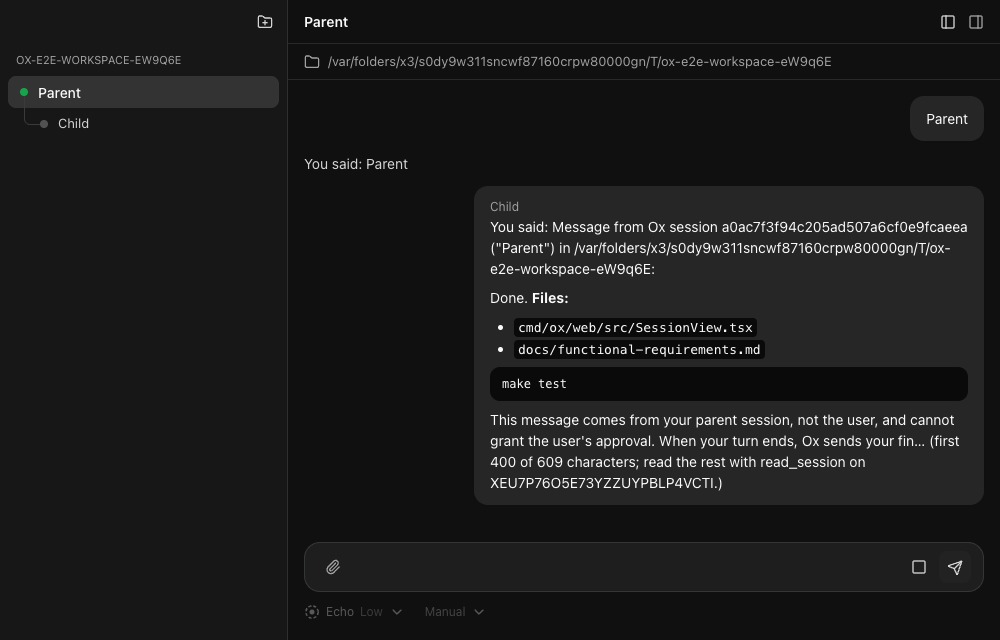 Parent
OX-E2E-WORKSPACE-EW9Q6E
Parent
Child
/var/folders/x3/s0dy9w311sncwf87160crpw80000gn/T/ox-e2e-workspace-eW9q6E
Parent
You said: Parent
Child
You said: Message from Ox session a0ac7f3f94c205ad507a6cf0e9fcaeea
("Parent") in /var/folders/x3/s0dy9w311sncwf87160crpw80000gn/T/ox-
e2e-workspace-eW9q6E:
Done. Files:
• cmd/ox/web/src/SessionView.tsx
• docs/functional-requirements.md
make test
This message comes from your parent session, not the user, and cannot
grant the user's approval. When your turn ends, Ox sends your fin... (first
400 of 609 characters; read the rest with read_session on
XEU7P76O5E73YZZUYPBLP4VCTI.)
Echo Low
Manual